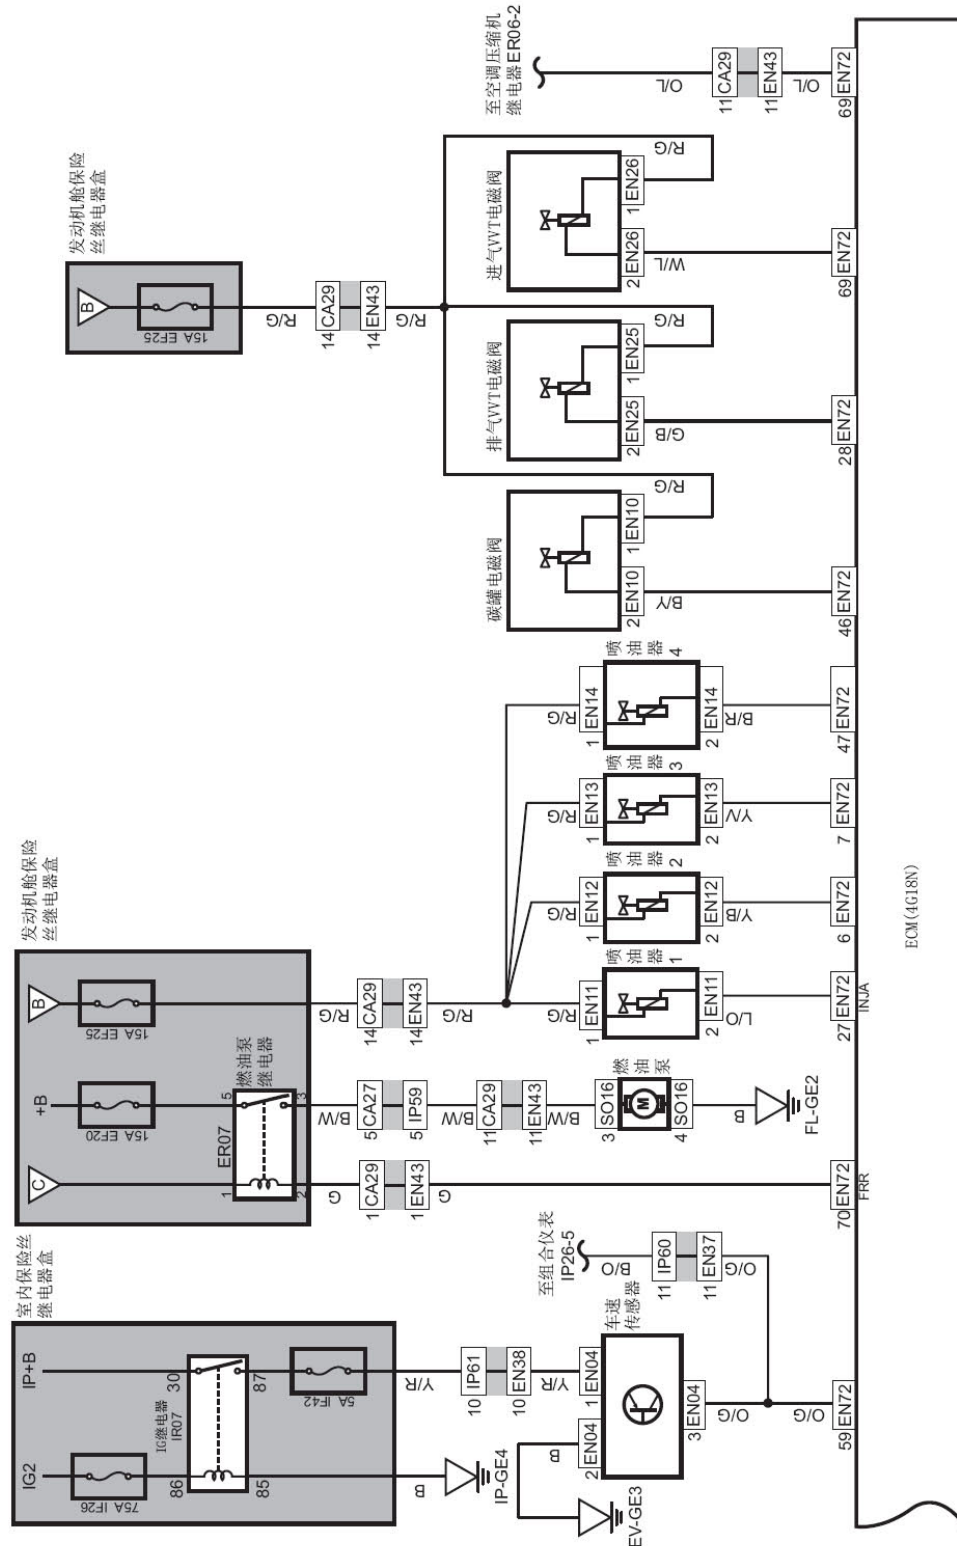 室内保险丝
继电器盒
IG2
IP+B
75A IF26
IG继电器
IR07
86
30
85
87
5A IF42
B
IP-GE4
Y/R
10 IP61
10 EN38
Y/R
1 EN04
2 EN04
B
EV-GE3
车速
传感器
3 EN04
O/G
O/G
59 EN72
至组合仪表
IP26-5
B/O
11 IP60
11 EN37
O/G
发动机舱保险
丝继电器盒
C
+B
B
15A EF20
15A EF25
ER07
燃油泵
继电器
1
5
2
3
G
1 CA29
1 EN43
G
70 EN72
FRR
B/W
5 CA27
5 IP59
B/W
11 CA29
11 EN43
B/W
3 SO16
燃油泵
M
4 SO16
B
FL-GE2
R/G
14 CA29
14 EN43
R/G
R/G
1 EN11
喷油器1
2 EN11
L/O
27 EN72
INJA
R/G
1 EN12
喷油器2
2 EN12
Y/B
6 EN72
R/G
1 EN13
喷油器3
2 EN13
Y/V
7 EN72
R/G
1 EN14
喷油器4
2 EN14
B/R
47 EN72
发动机舱保险
丝继电器盒
B
15A EF25
R/G
14 CA29
14 EN43
R/G
碳罐电磁阀
2 EN10
1 EN10
R/G
B/Y
46 EN72
排气VVT电磁阀
2 EN25
1 EN25
R/G
G/B
28 EN72
进气VVT电磁阀
2 EN26
1 EN26
R/G
W/L
69 EN72
至空调压缩机
继电器ER06-2
O/L
11 CA29
11 EN43
O/L
69 EN72
ECM(4G18N)